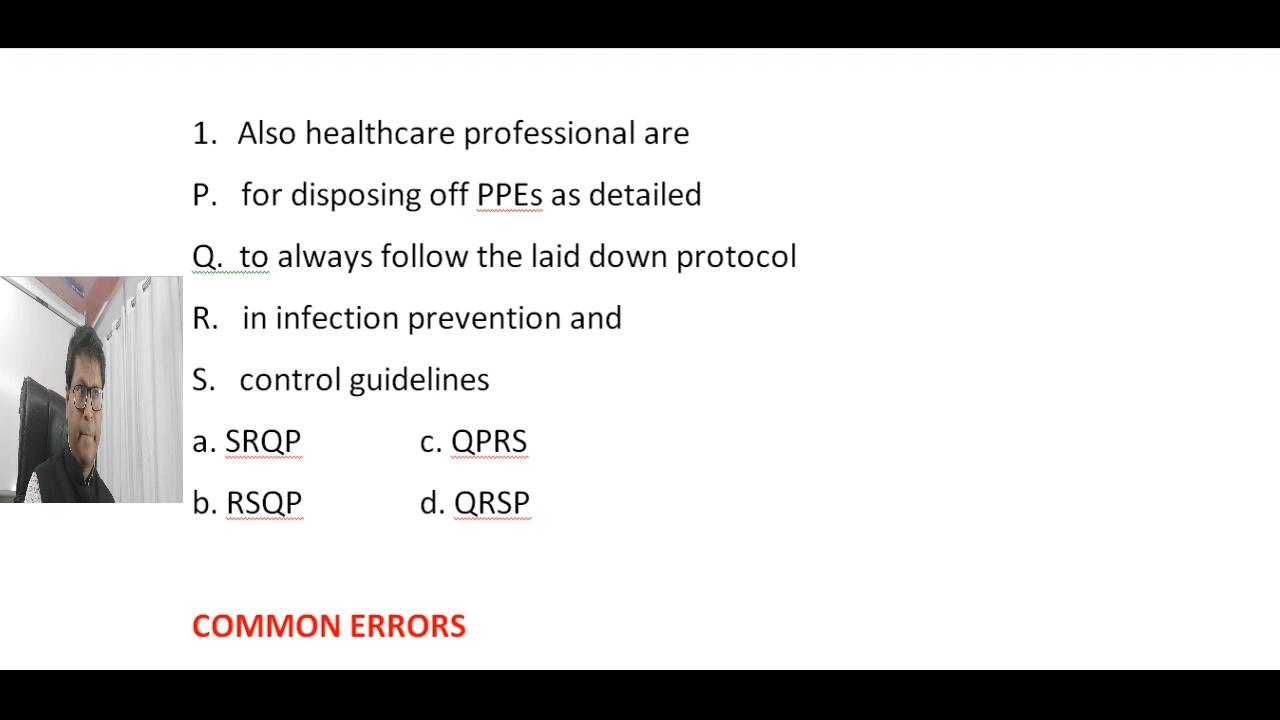 1. Also healthcare professional are
P. for disposing off PPEs as detailed
Q. to always follow the laid down protocol
R. in infection prevention and
S. control guidelines
a. SRQP c. QPRS
b. RSQP d. QRSP
COMMON ERRORS